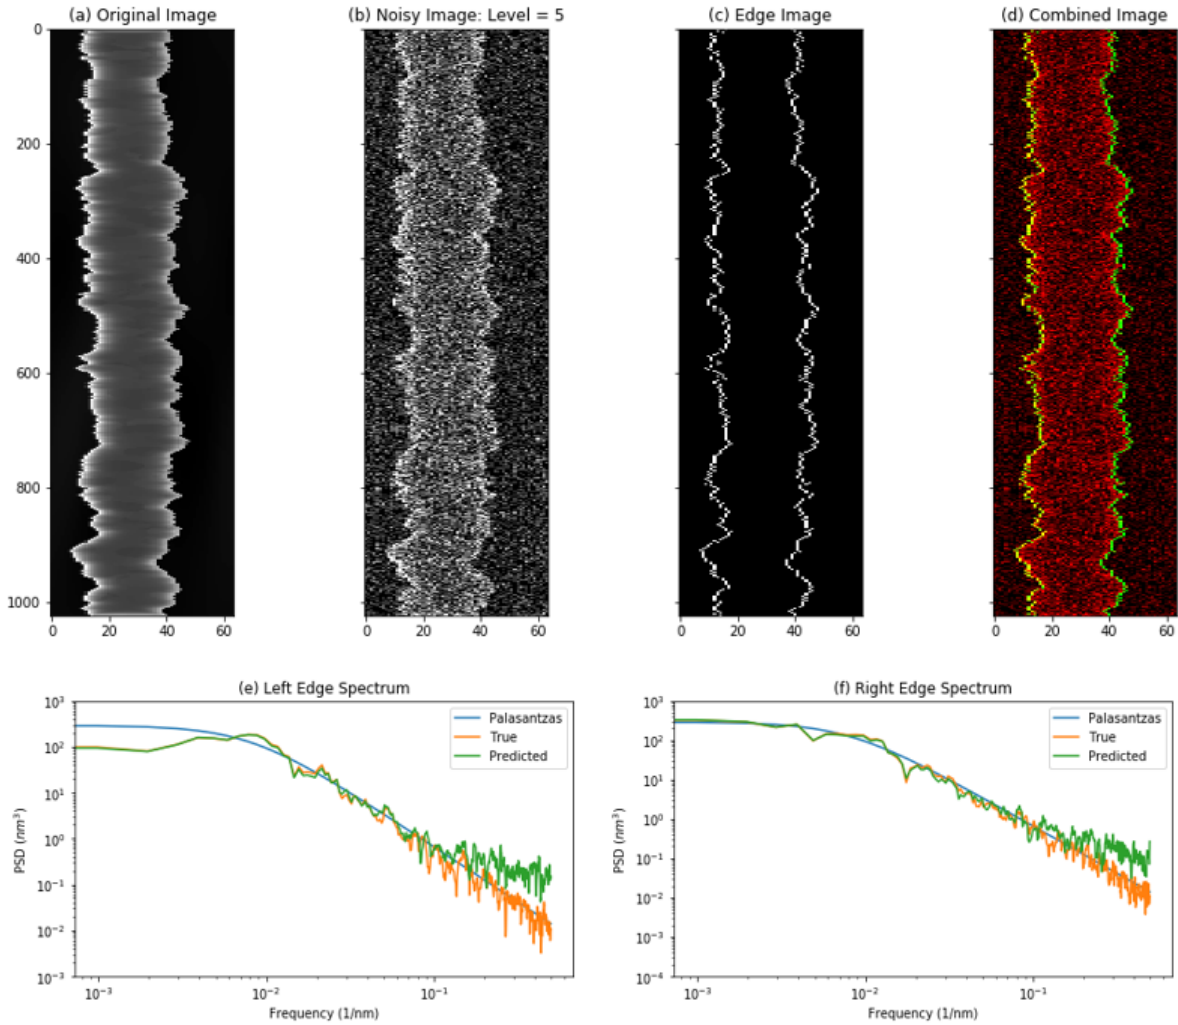 (a) Original Image
(b) Noisy Image: Level = 5
(c) Edge Image
(d) Combined Image
0
200
400
600
800
1000
0 20 40 60
0 20 40 60
0 20 40 60
0 20 40 60
(e) Left Edge Spectrum
PSD (nm³)
10³
10²
10¹
10⁰
10⁻¹
10⁻²
10⁻³
Palasantzas
True
Predicted
10⁻³ 10⁻² 10⁻¹
Frequency (1/nm)
(f) Right Edge Spectrum
PSD (nm³)
10³
10²
10¹
10⁰
10⁻¹
10⁻²
10⁻³
10⁻⁴
Palasantzas
True
Predicted
10⁻³ 10⁻² 10⁻¹
Frequency (1/nm)